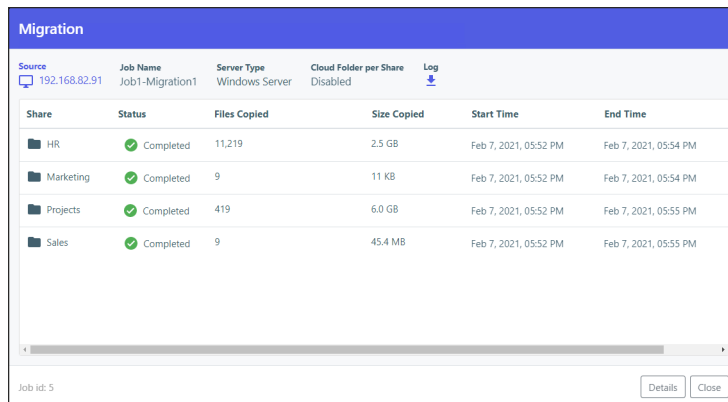 Migration
Source Job Name Server Type Cloud Folder per Share Log
192.168.82.91 Job1-Migration1 Windows Server Disabled
Share Status Files Copied Size Copied Start Time End Time
HR Completed 11,219 2.5 GB Feb 7, 2021, 05:52 PM Feb 7, 2021, 05:54 PM
Marketing Completed 9 11 KB Feb 7, 2021, 05:52 PM Feb 7, 2021, 05:54 PM
Projects Completed 419 6.0 GB Feb 7, 2021, 05:52 PM Feb 7, 2021, 05:55 PM
Sales Completed 9 45.4 MB Feb 7, 2021, 05:52 PM Feb 7, 2021, 05:55 PM
Job id: 5 Details Close